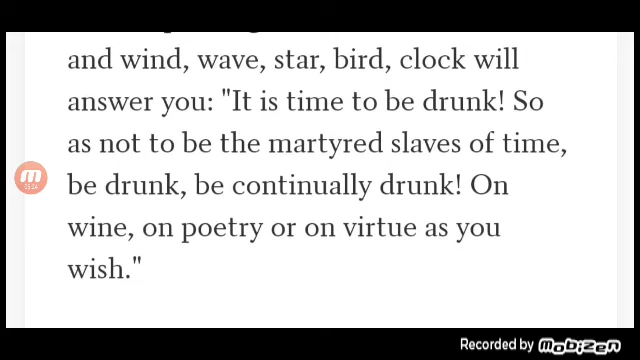 and wind, wave, star, bird, clock will
answer you: "It is time to be drunk! So
as not to be the martyred slaves of time,
be drunk, be continually drunk! On
wine, on poetry or on virtue as you
wish."
Recorded by mobizen